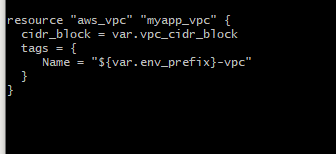 resource "aws_vpc" "myapp_vpc" {
  cidr_block = var.vpc_cidr_block
  tags = {
     Name = "${var.env_prefix}-vpc"
  }
}